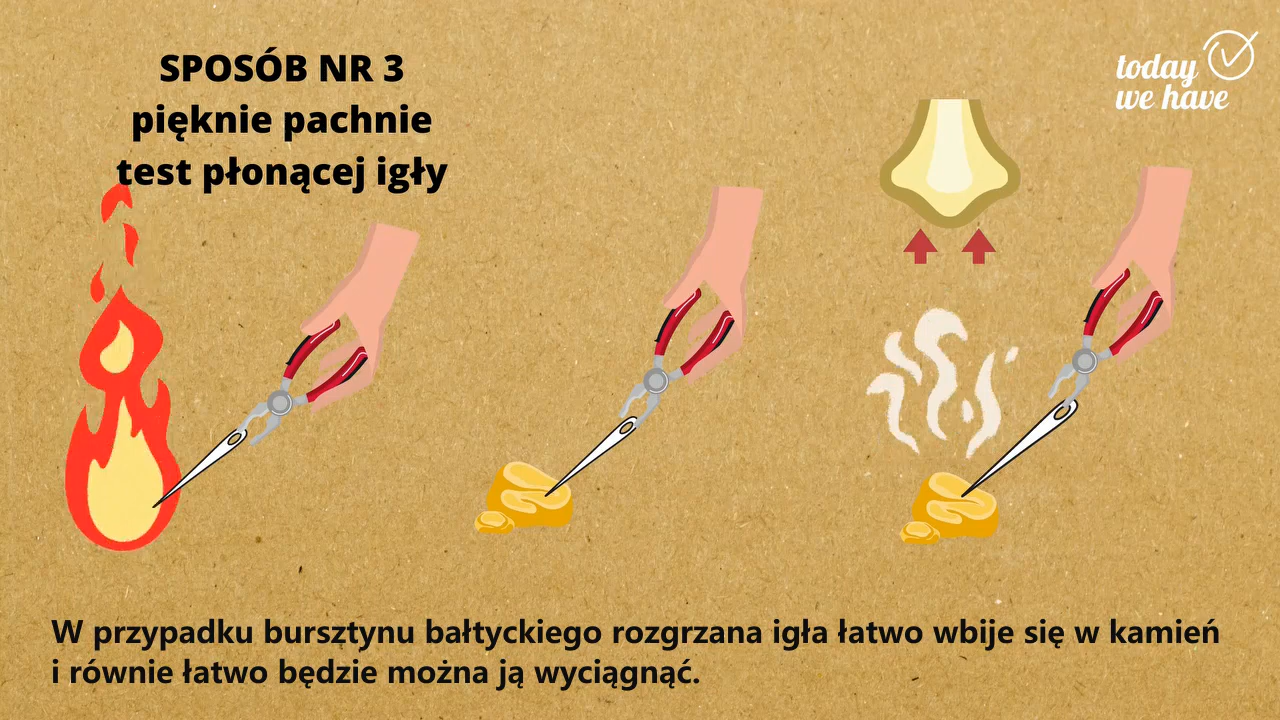 SPOSÓB NR 3
pięknie pachnie
test płonącej igły
today
we have
W przypadku bursztynu bałtyckiego rozgrzana igła łatwo wbije się w kamień
i równie łatwo będzie można ją wyciągnąć.